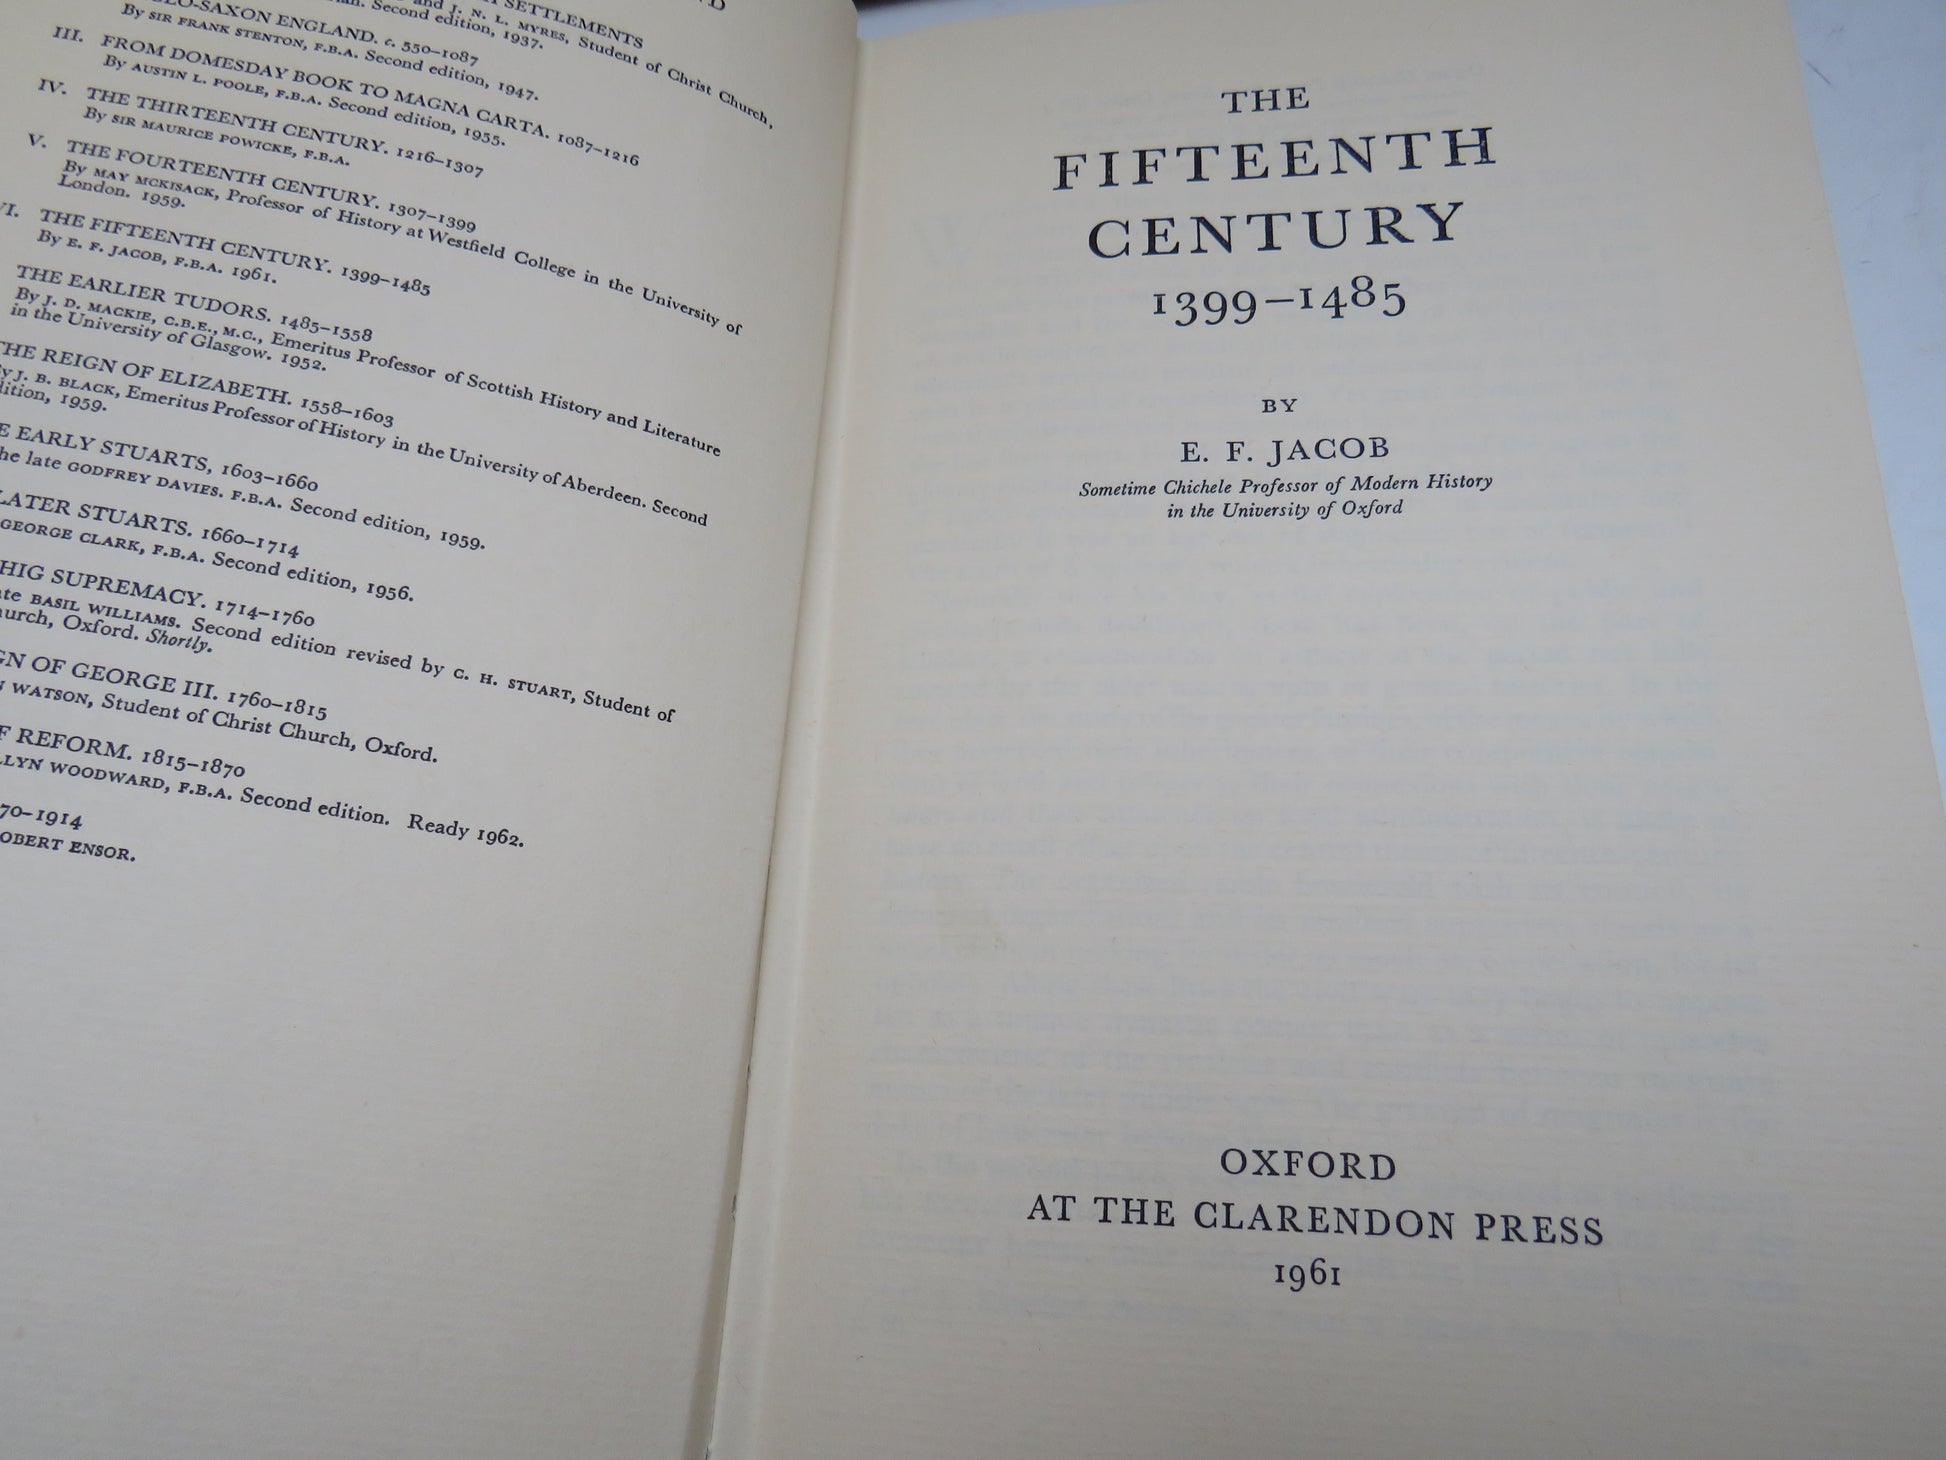 SETTLEMENTS
and J. N. L. MYRES, Student of Christ Church,
Second edition, 1937.
ANGLO-SAXON ENGLAND. c. 550–1087
By SIR FRANK STENTON, F.B.A. Second edition, 1947.
III. FROM DOMESDAY BOOK TO MAGNA CARTA. 1087–1216
By AUSTIN L. POOLE, F.B.A. Second edition, 1955.
IV. THE THIRTEENTH CENTURY. 1216–1307
By SIR MAURICE POWICKE, F.B.A.
V. THE FOURTEENTH CENTURY. 1307–1399
By MAY MCKISACK, Professor of History at Westfield College in the University of
London. 1959.
VI. THE FIFTEENTH CENTURY. 1399–1485
By E. F. JACOB, F.B.A. 1961.
THE EARLIER TUDORS. 1485–1558
By J. D. MACKIE, C.B.E., M.C., Emeritus Professor of Scottish History and Literature
in the University of Glasgow. 1952.
THE REIGN OF ELIZABETH. 1558–1603
By J. B. BLACK, Emeritus Professor of History in the University of Aberdeen. Second
edition, 1959.
EARLY STUARTS, 1603–1660
the late GODFREY DAVIES. F.B.A. Second edition, 1959.
LATER STUARTS. 1660–1714
GEORGE CLARK, F.B.A. Second edition, 1956.
WHIG SUPREMACY. 1714–1760
late BASIL WILLIAMS. Second edition revised by C. H. STUART, Student of
Church, Oxford. Shortly.
GN OF GEORGE III. 1760–1815
WATSON, Student of Christ Church, Oxford.
F REFORM. 1815–1870
LLYN WOODWARD, F.B.A. Second edition. Ready 1962.
70–1914
OBERT ENSOR.
THE
FIFTEENTH
CENTURY
1399–1485
BY
E. F. JACOB
Sometime Chichele Professor of Modern History
in the University of Oxford
OXFORD
AT THE CLARENDON PRESS
1961